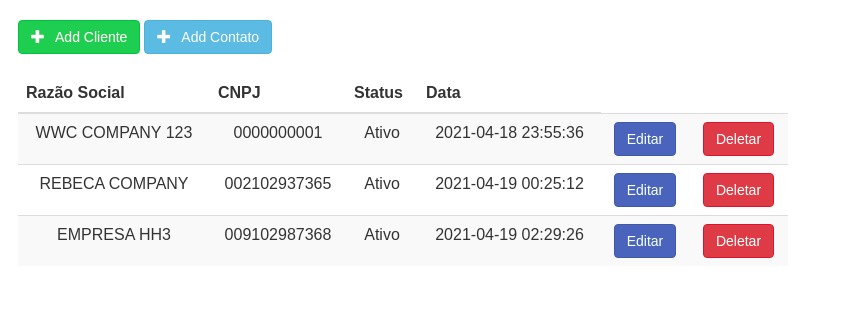 Add Cliente Add Contato
Razão Social CNPJ Status Data
WWC COMPANY 123 0000000001 Ativo 2021-04-18 23:55:36 Editar Deletar
REBECA COMPANY 002102937365 Ativo 2021-04-19 00:25:12 Editar Deletar
EMPRESA HH3 009102987368 Ativo 2021-04-19 02:29:26 Editar Deletar